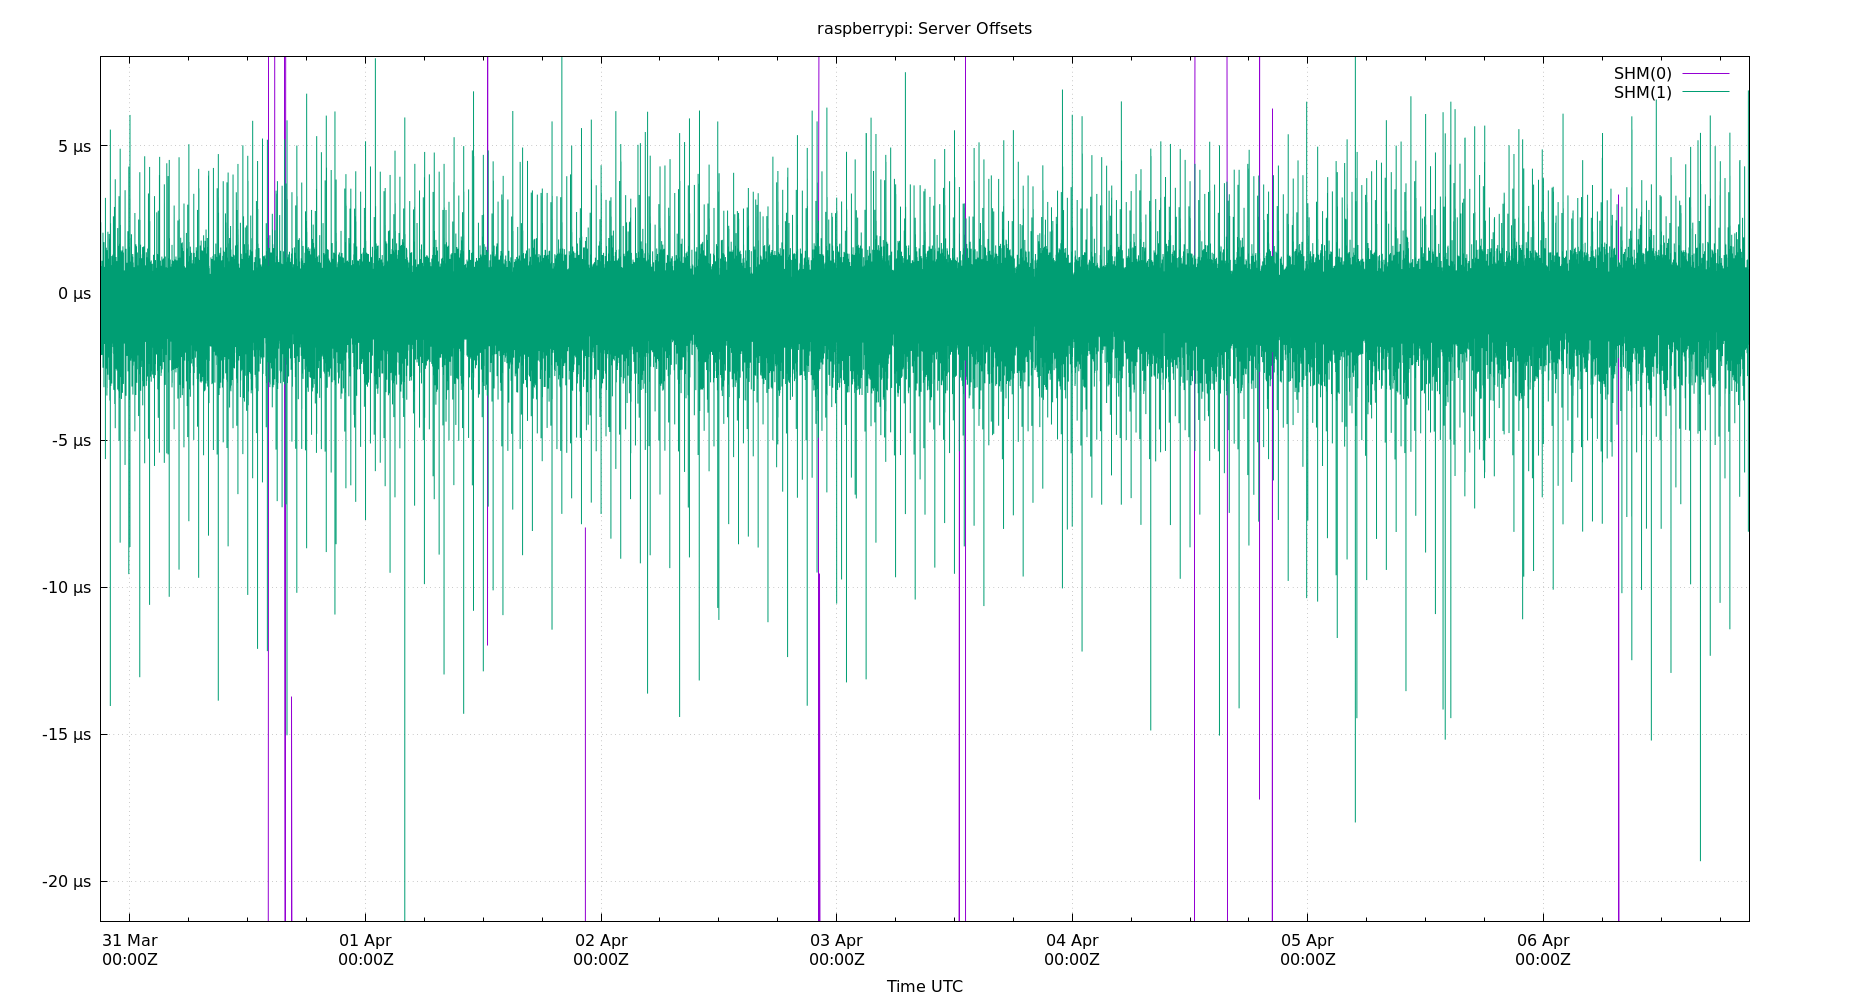 raspberrypi: Server Offsets
SHM(0)
SHM(1)
5 µs
0 µs
-5 µs
-10 µs
-15 µs
-20 µs
31 Mar 01 Apr 02 Apr 03 Apr 04 Apr 05 Apr 06 Apr
00:00Z 00:00Z 00:00Z 00:00Z 00:00Z 00:00Z 00:00Z
Time UTC